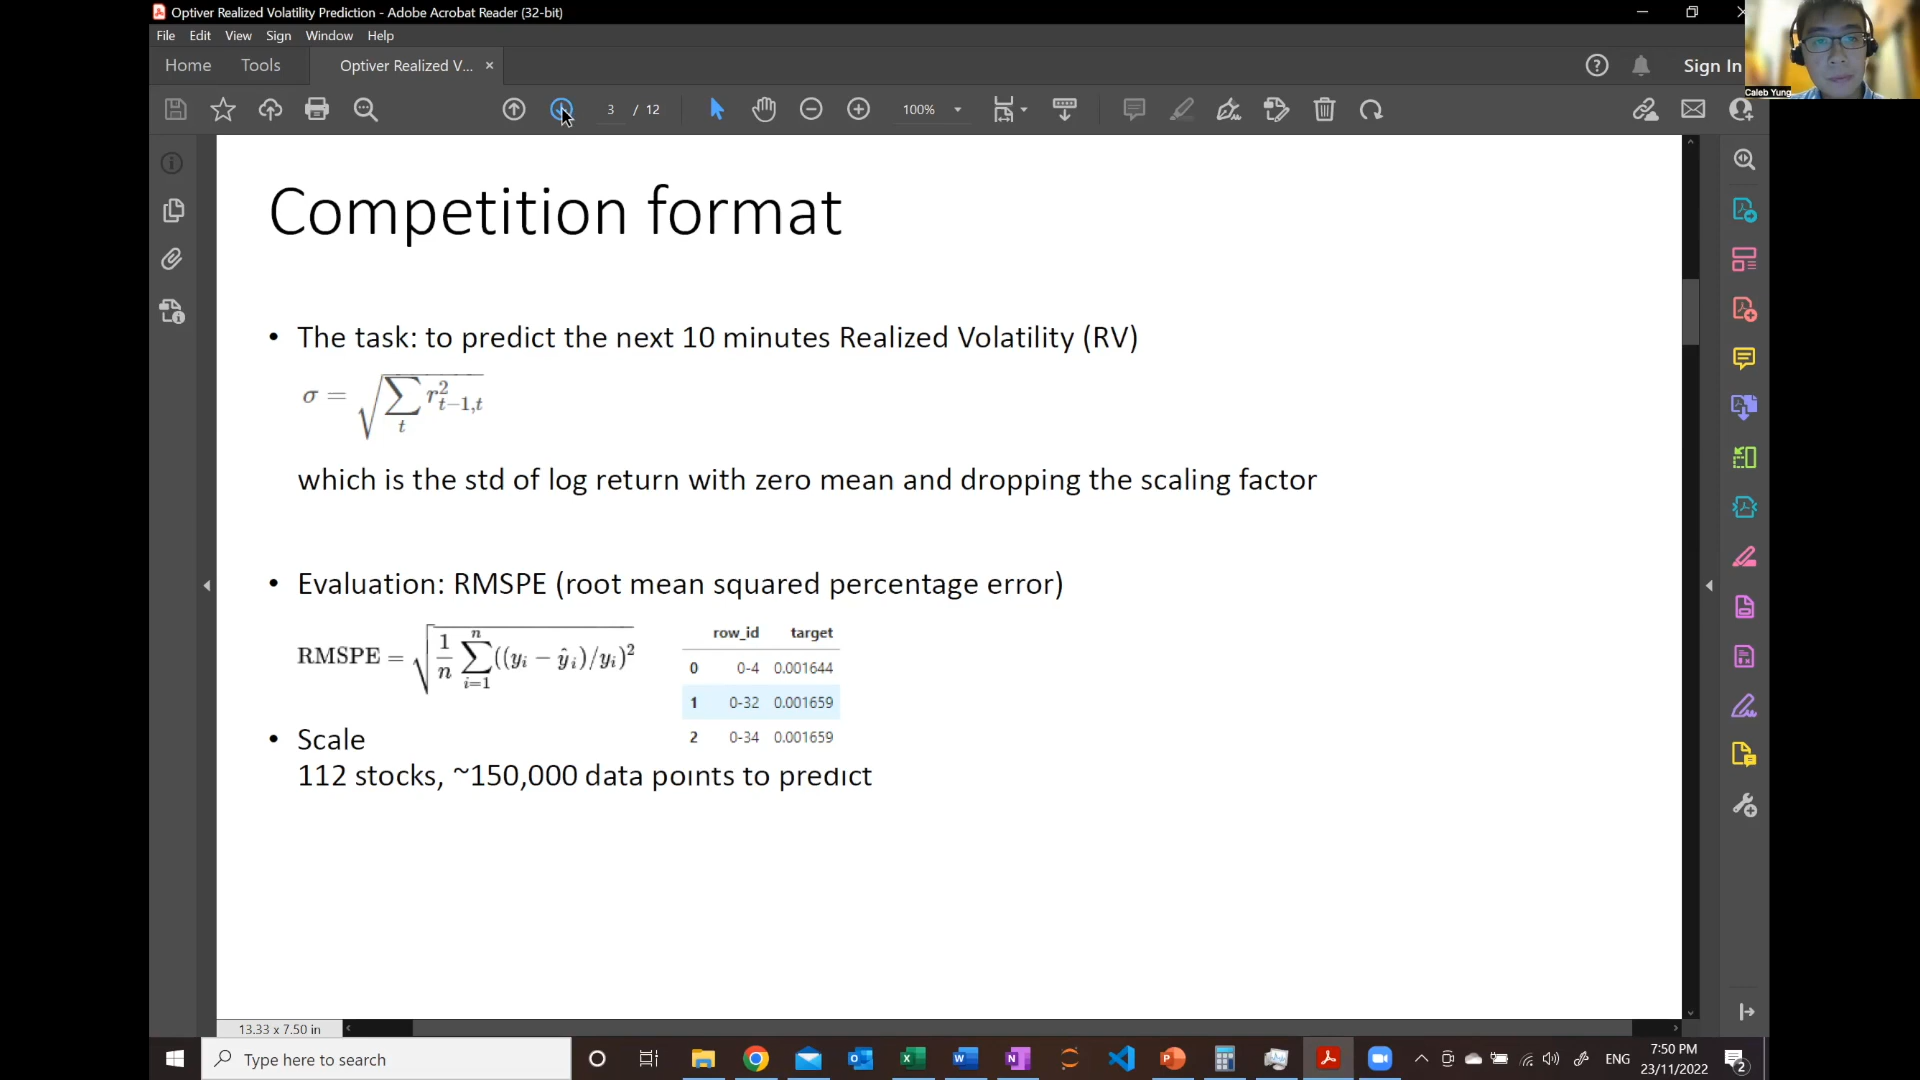 Optiver Realized Volatility Prediction - Adobe Acrobat Reader (32-bit)
File Edit View Sign Window Help
Home Tools Optiver Realized V... × Sign In
Caleb Yung
3 / 12 100%
Competition format
• The task: to predict the next 10 minutes Realized Volatility (RV)
σ = √∑ₜ r²ₜ₋₁,ₜ
which is the std of log return with zero mean and dropping the scaling factor
• Evaluation: RMSPE (root mean squared percentage error)
RMSPE = √(1/n ∑ᵢ₌₁ⁿ ((yᵢ − ŷᵢ)/yᵢ)²)
row_id target
0 0-4 0.001644
1 0-32 0.001659
2 0-34 0.001659
• Scale
112 stocks, ~150,000 data points to predict
13.33 x 7.50 in
Type here to search
ENG
7:50 PM
23/11/2022
2